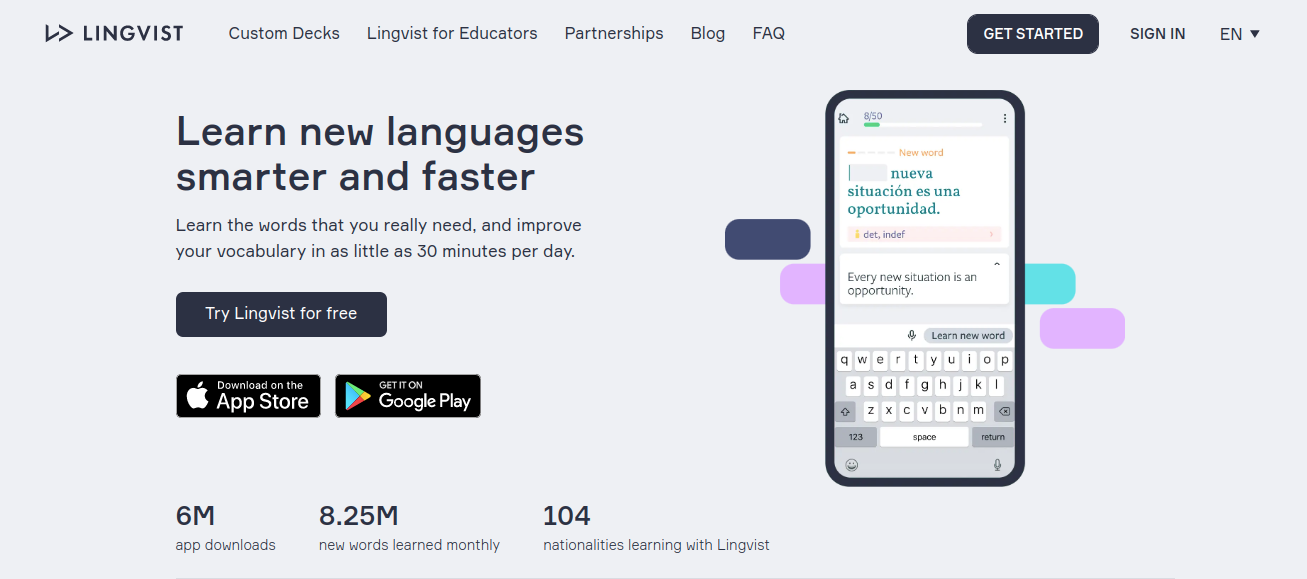 LINGVIST
Custom Decks
Lingvist for Educators
Partnerships
Blog
FAQ
GET STARTED
SIGN IN
EN
Learn new languages
smarter and faster
Learn the words that you really need, and improve
your vocabulary in as little as 30 minutes per day.
Try Lingvist for free
Download on the
App Store
GET IT ON
Google Play
8/50
New word
nueva
situación es una
oportunidad.
det, indef
Every new situation is an
opportunity.
Learn new word
q w e r t y u i o p
a s d f g h j k l
z x c v b n m
123 space return
6M
app downloads
8.25M
new words learned monthly
104
nationalities learning with Lingvist